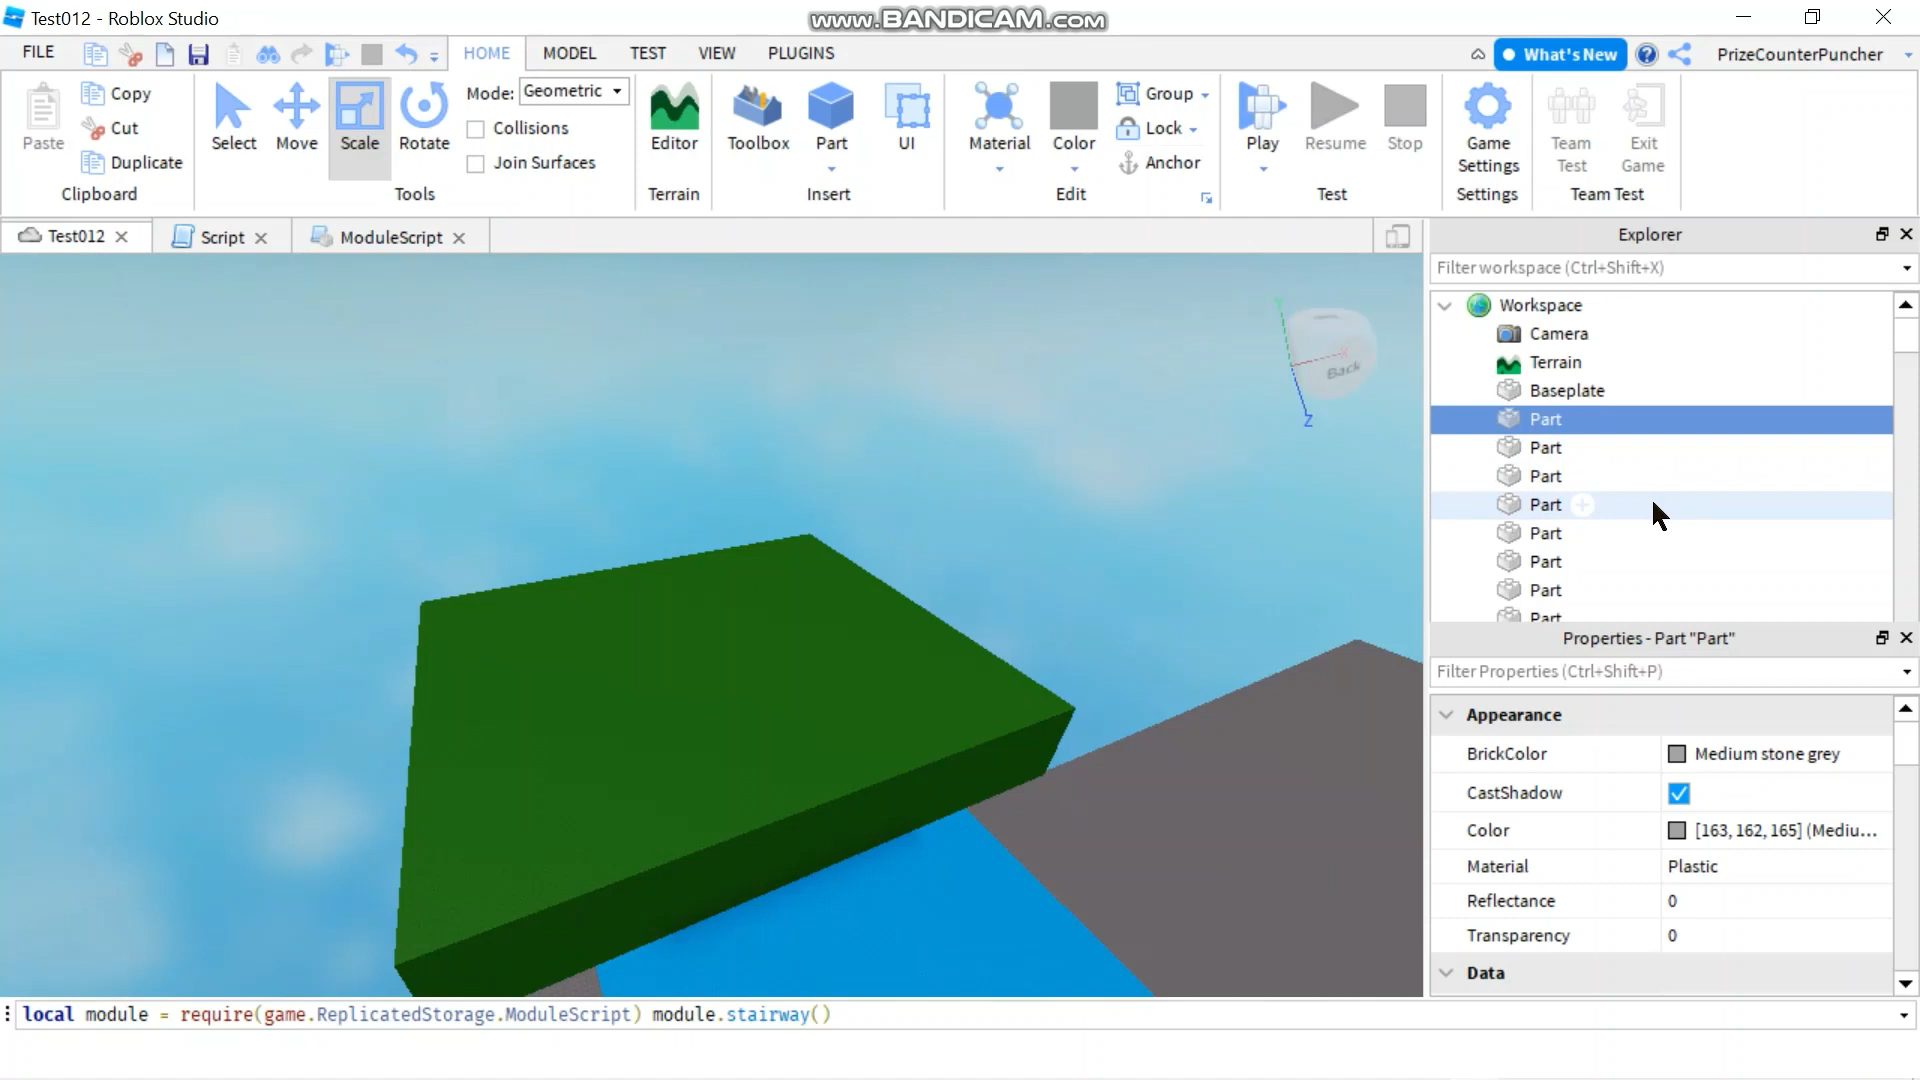 Test012 - Roblox Studio
www.BANDICAM.com
FILE
HOME
MODEL
TEST
VIEW
PLUGINS
What's New
PrizeCounterPuncher
Paste
Copy
Cut
Duplicate
Clipboard
Select
Move
Scale
Rotate
Mode: Geometric
Collisions
Join Surfaces
Tools
Editor
Terrain
Toolbox
Part
UI
Insert
Material
Color
Group
Lock
Anchor
Edit
Play
Resume
Stop
Test
Game
Settings
Settings
Team
Test
Exit
Game
Team Test
Test012
Script
ModuleScript
Z
Back
Explorer
Filter workspace (Ctrl+Shift+X)
Workspace
Camera
Terrain
Baseplate
Part
Part
Part
Part
Part
Part
Part
Part
Properties - Part "Part"
Filter Properties (Ctrl+Shift+P)
Appearance
BrickColor Medium stone grey
CastShadow
Color [163, 162, 165] (Mediu...
Material Plastic
Reflectance 0
Transparency 0
Data
local module = require(game.ReplicatedStorage.ModuleScript) module.stairway()